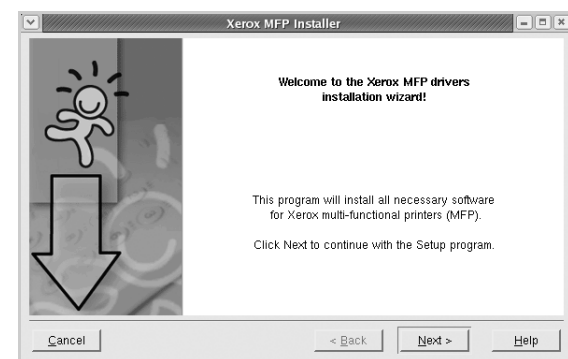 Xerox MFP Installer
Welcome to the Xerox MFP drivers
installation wizard!
This program will install all necessary software
for Xerox multi-functional printers (MFP).
Click Next to continue with the Setup program.
Cancel
< Back
Next >
Help